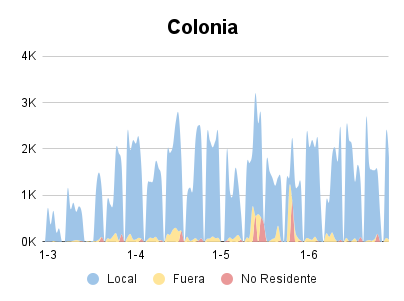 Colonia
4K
3K
2K
1K
0K
1-3 1-4 1-5 1-6
Local Fuera No Residente